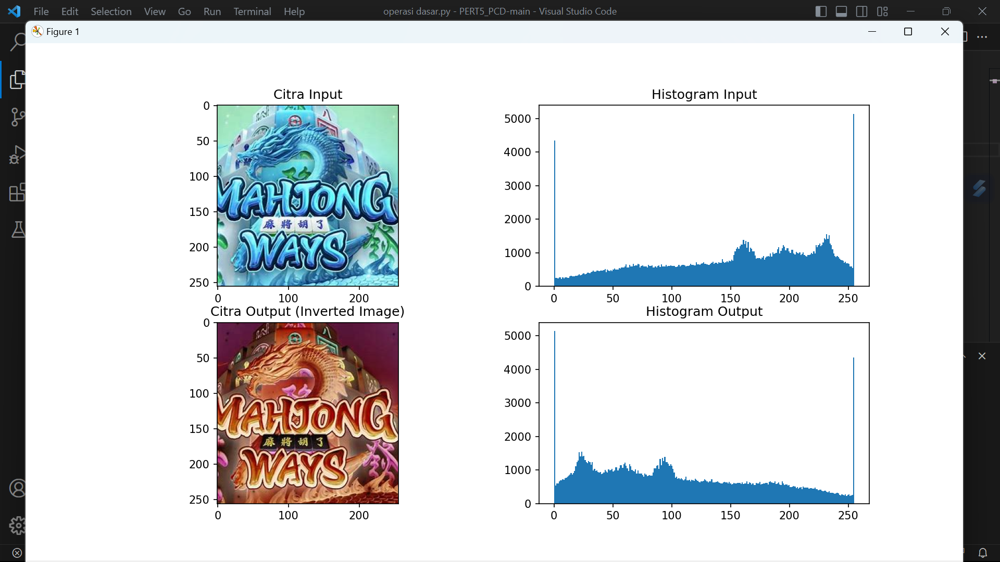 File Edit Selection View Go Run Terminal Help
operasi dasar.py - PERT5_PCD-main - Visual Studio Code
Figure 1
Citra Input
0
50
100
150
200
250
0 100 200
八
MAHJONG
麻將胡了
WAYS
Histogram Input
5000
4000
3000
2000
1000
0
0 50 100 150 200 250
Citra Output (Inverted Image)
0
50
100
150
200
250
0 100 200
八
MAHJONG
麻將胡了
WAYS
Histogram Output
5000
4000
3000
2000
1000
0
0 50 100 150 200 250